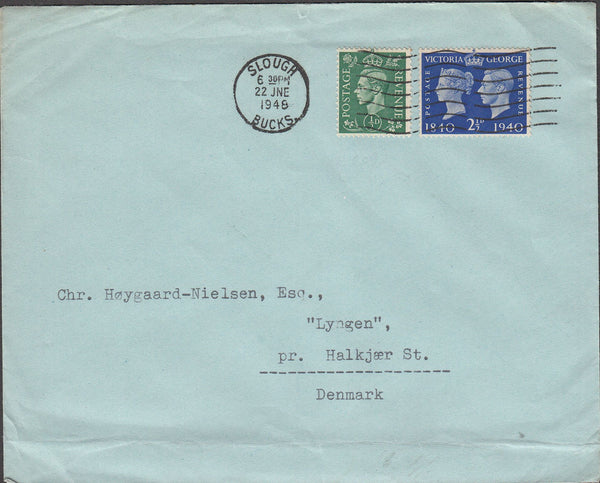 SLOUGH
6 30PM
22 JNE
1948
BUCKS.
POSTAGE
REVENUE
½D
VICTORIA GEORGE
POSTAGE
REVENUE
1840 2½D 1940
Chr. Høygaard-Nielsen, Esq.,
"Lyngen",
pr. Halkjær St.
Denmark